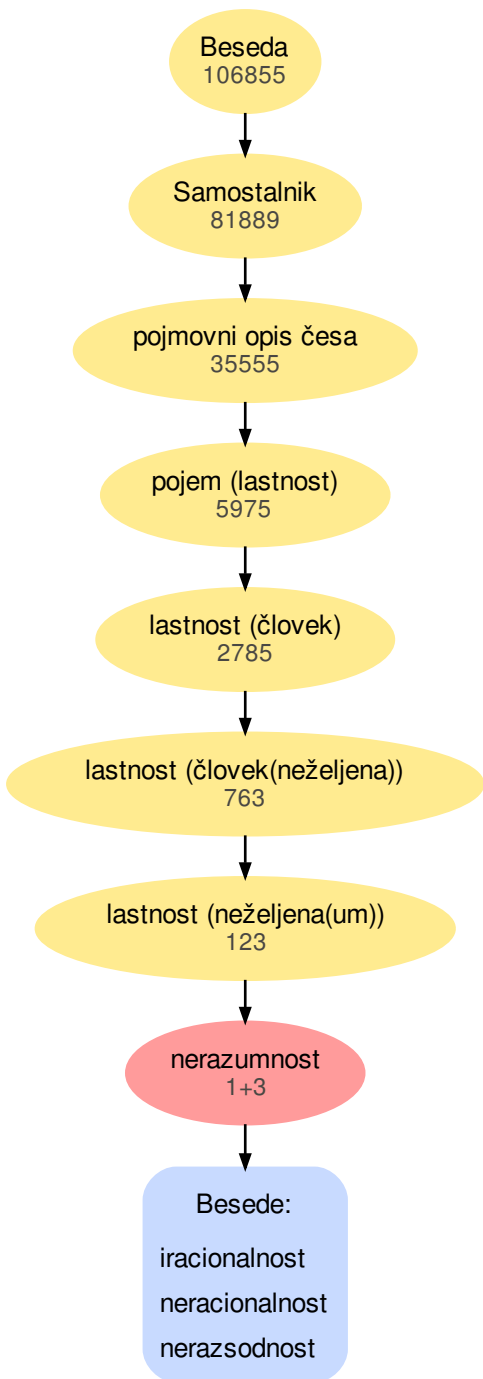 Beseda
106855
Samostalnik
81889
pojmovni opis česa
35555
pojem (lastnost)
5975
lastnost (človek)
2785
lastnost (človek(neželjena))
763
lastnost (neželjena(um))
123
nerazumnost
1+3
Besede:
iracionalnost
neracionalnost
nerazsodnost